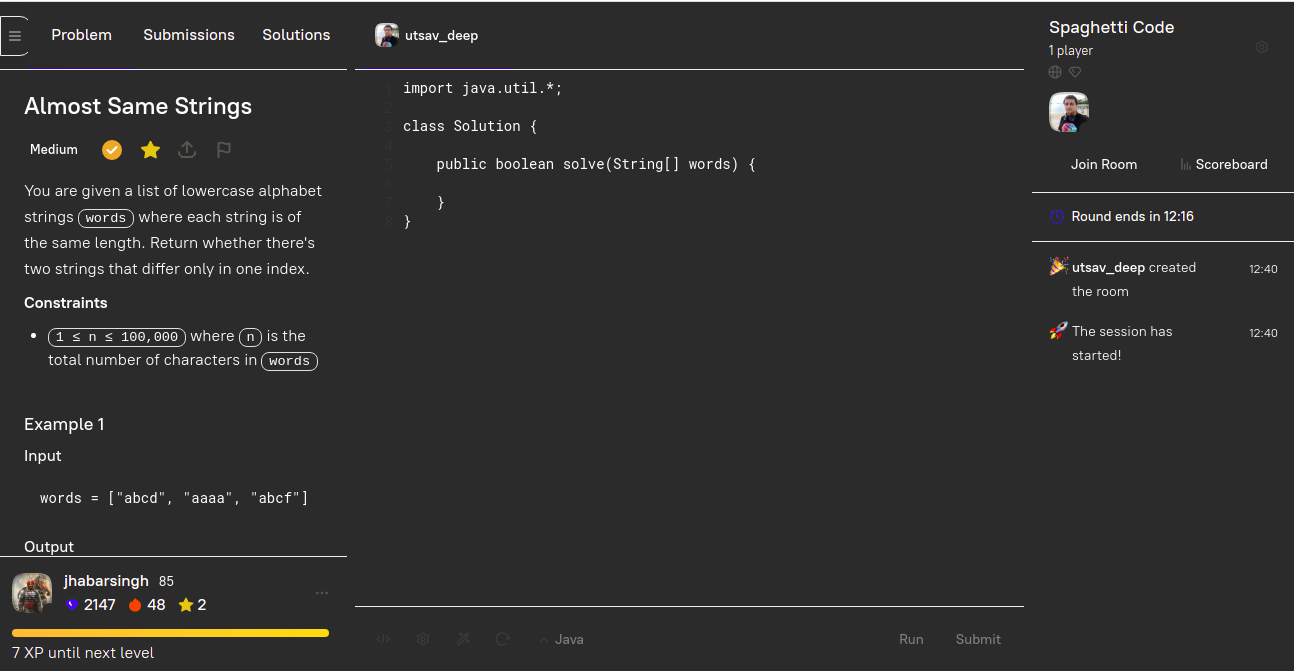 Problem Submissions Solutions
Almost Same Strings
Medium
You are given a list of lowercase alphabet
strings words where each string is of
the same length. Return whether there's
two strings that differ only in one index.
Constraints
1 ≤ n ≤ 100,000 where n is the
total number of characters in words
Example 1
Input
words = ["abcd", "aaaa", "abcf"]
Output
jhabarsingh 85
2147 48 2
7 XP until next level
utsav_deep
1 import java.util.*;
2
3 class Solution {
4
5 public boolean solve(String[] words) {
6
7 }
8 }
</> Java Run Submit
Spaghetti Code
1 player
Join Room Scoreboard
Round ends in 12:16
utsav_deep created 12:40
the room
The session has 12:40
started!